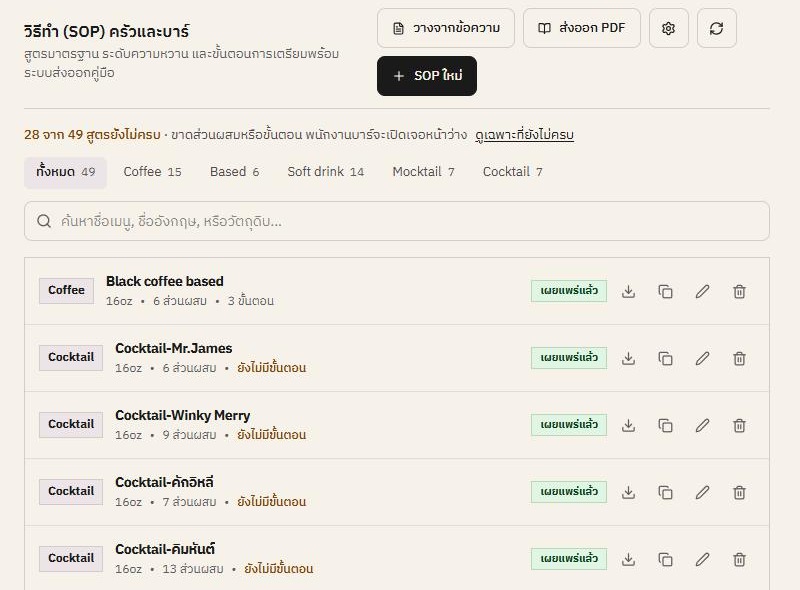 วิธีทำ (SOP) ครัวและบาร์
สูตรมาตรฐาน ระดับความหวาน และขั้นตอนการเตรียมพร้อม
ระบบส่งออกคู่มือ
วางจากข้อความ
ส่งออก PDF
SOP ใหม่
28 จาก 49 สูตรยังไม่ครบ · ขาดส่วนผสมหรือขั้นตอน พนักงานบาร์จะเปิดเจอหน้าว่าง ดูเฉพาะที่ยังไม่ครบ
ทั้งหมด 49 Coffee 15 Based 6 Soft drink 14 Mocktail 7 Cocktail 7
ค้นหาชื่อเมนู, ชื่ออังกฤษ, หรือวัตถุดิบ...
Coffee
Black coffee based
16oz • 6 ส่วนผสม • 3 ขั้นตอน
เผยแพร่แล้ว
Cocktail
Cocktail-Mr.James
16oz • 6 ส่วนผสม • ยังไม่มีขั้นตอน
เผยแพร่แล้ว
Cocktail
Cocktail-Winky Merry
16oz • 9 ส่วนผสม • ยังไม่มีขั้นตอน
เผยแพร่แล้ว
Cocktail
Cocktail-คักอิหลี
16oz • 7 ส่วนผสม • ยังไม่มีขั้นตอน
เผยแพร่แล้ว
Cocktail
Cocktail-คิมหันต์
16oz • 13 ส่วนผสม • ยังไม่มีขั้นตอน
เผยแพร่แล้ว